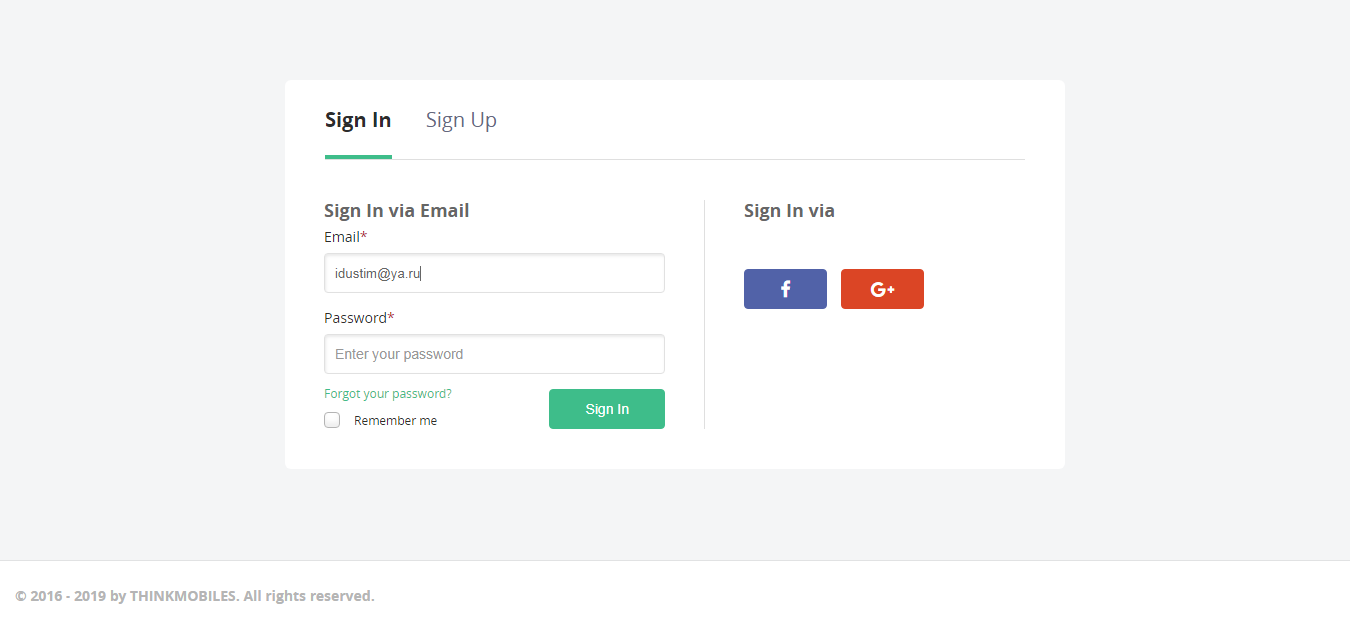 Sign In
Sign Up
Sign In via Email
Email*
idustim@ya.ru
Password*
Enter your password
Forgot your password?
Remember me
Sign In
Sign In via
f
G+
© 2016 - 2019 by THINKMOBILES. All rights reserved.